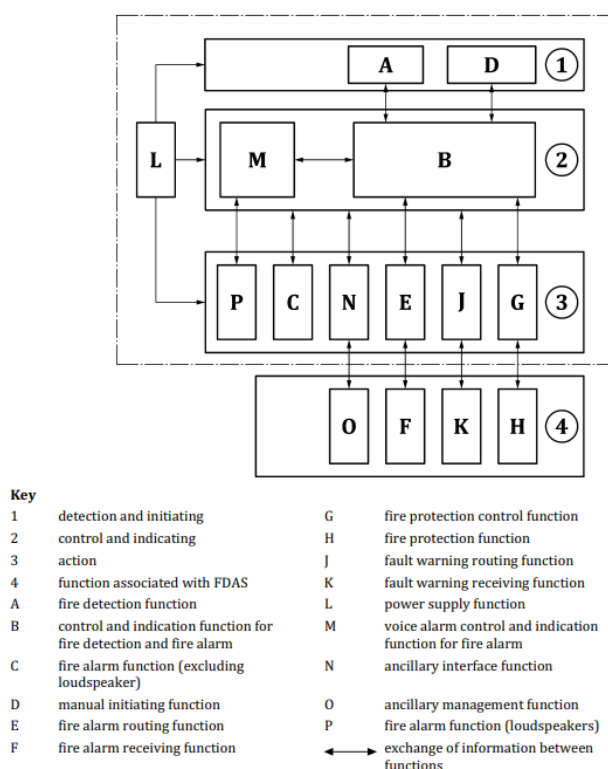 A D 1
L M B 2
P C N E J G 3
O F K H 4
Key
1 detection and initiating
2 control and indicating
3 action
4 function associated with FDAS
A fire detection function
B control and indication function for
fire detection and fire alarm
C fire alarm function (excluding
loudspeaker)
D manual initiating function
E fire alarm routing function
F fire alarm receiving function
G fire protection control function
H fire protection function
J fault warning routing function
K fault warning receiving function
L power supply function
M voice alarm control and indication
function for fire alarm
N ancillary interface function
O ancillary management function
P fire alarm function (loudspeakers)
exchange of information between
functions